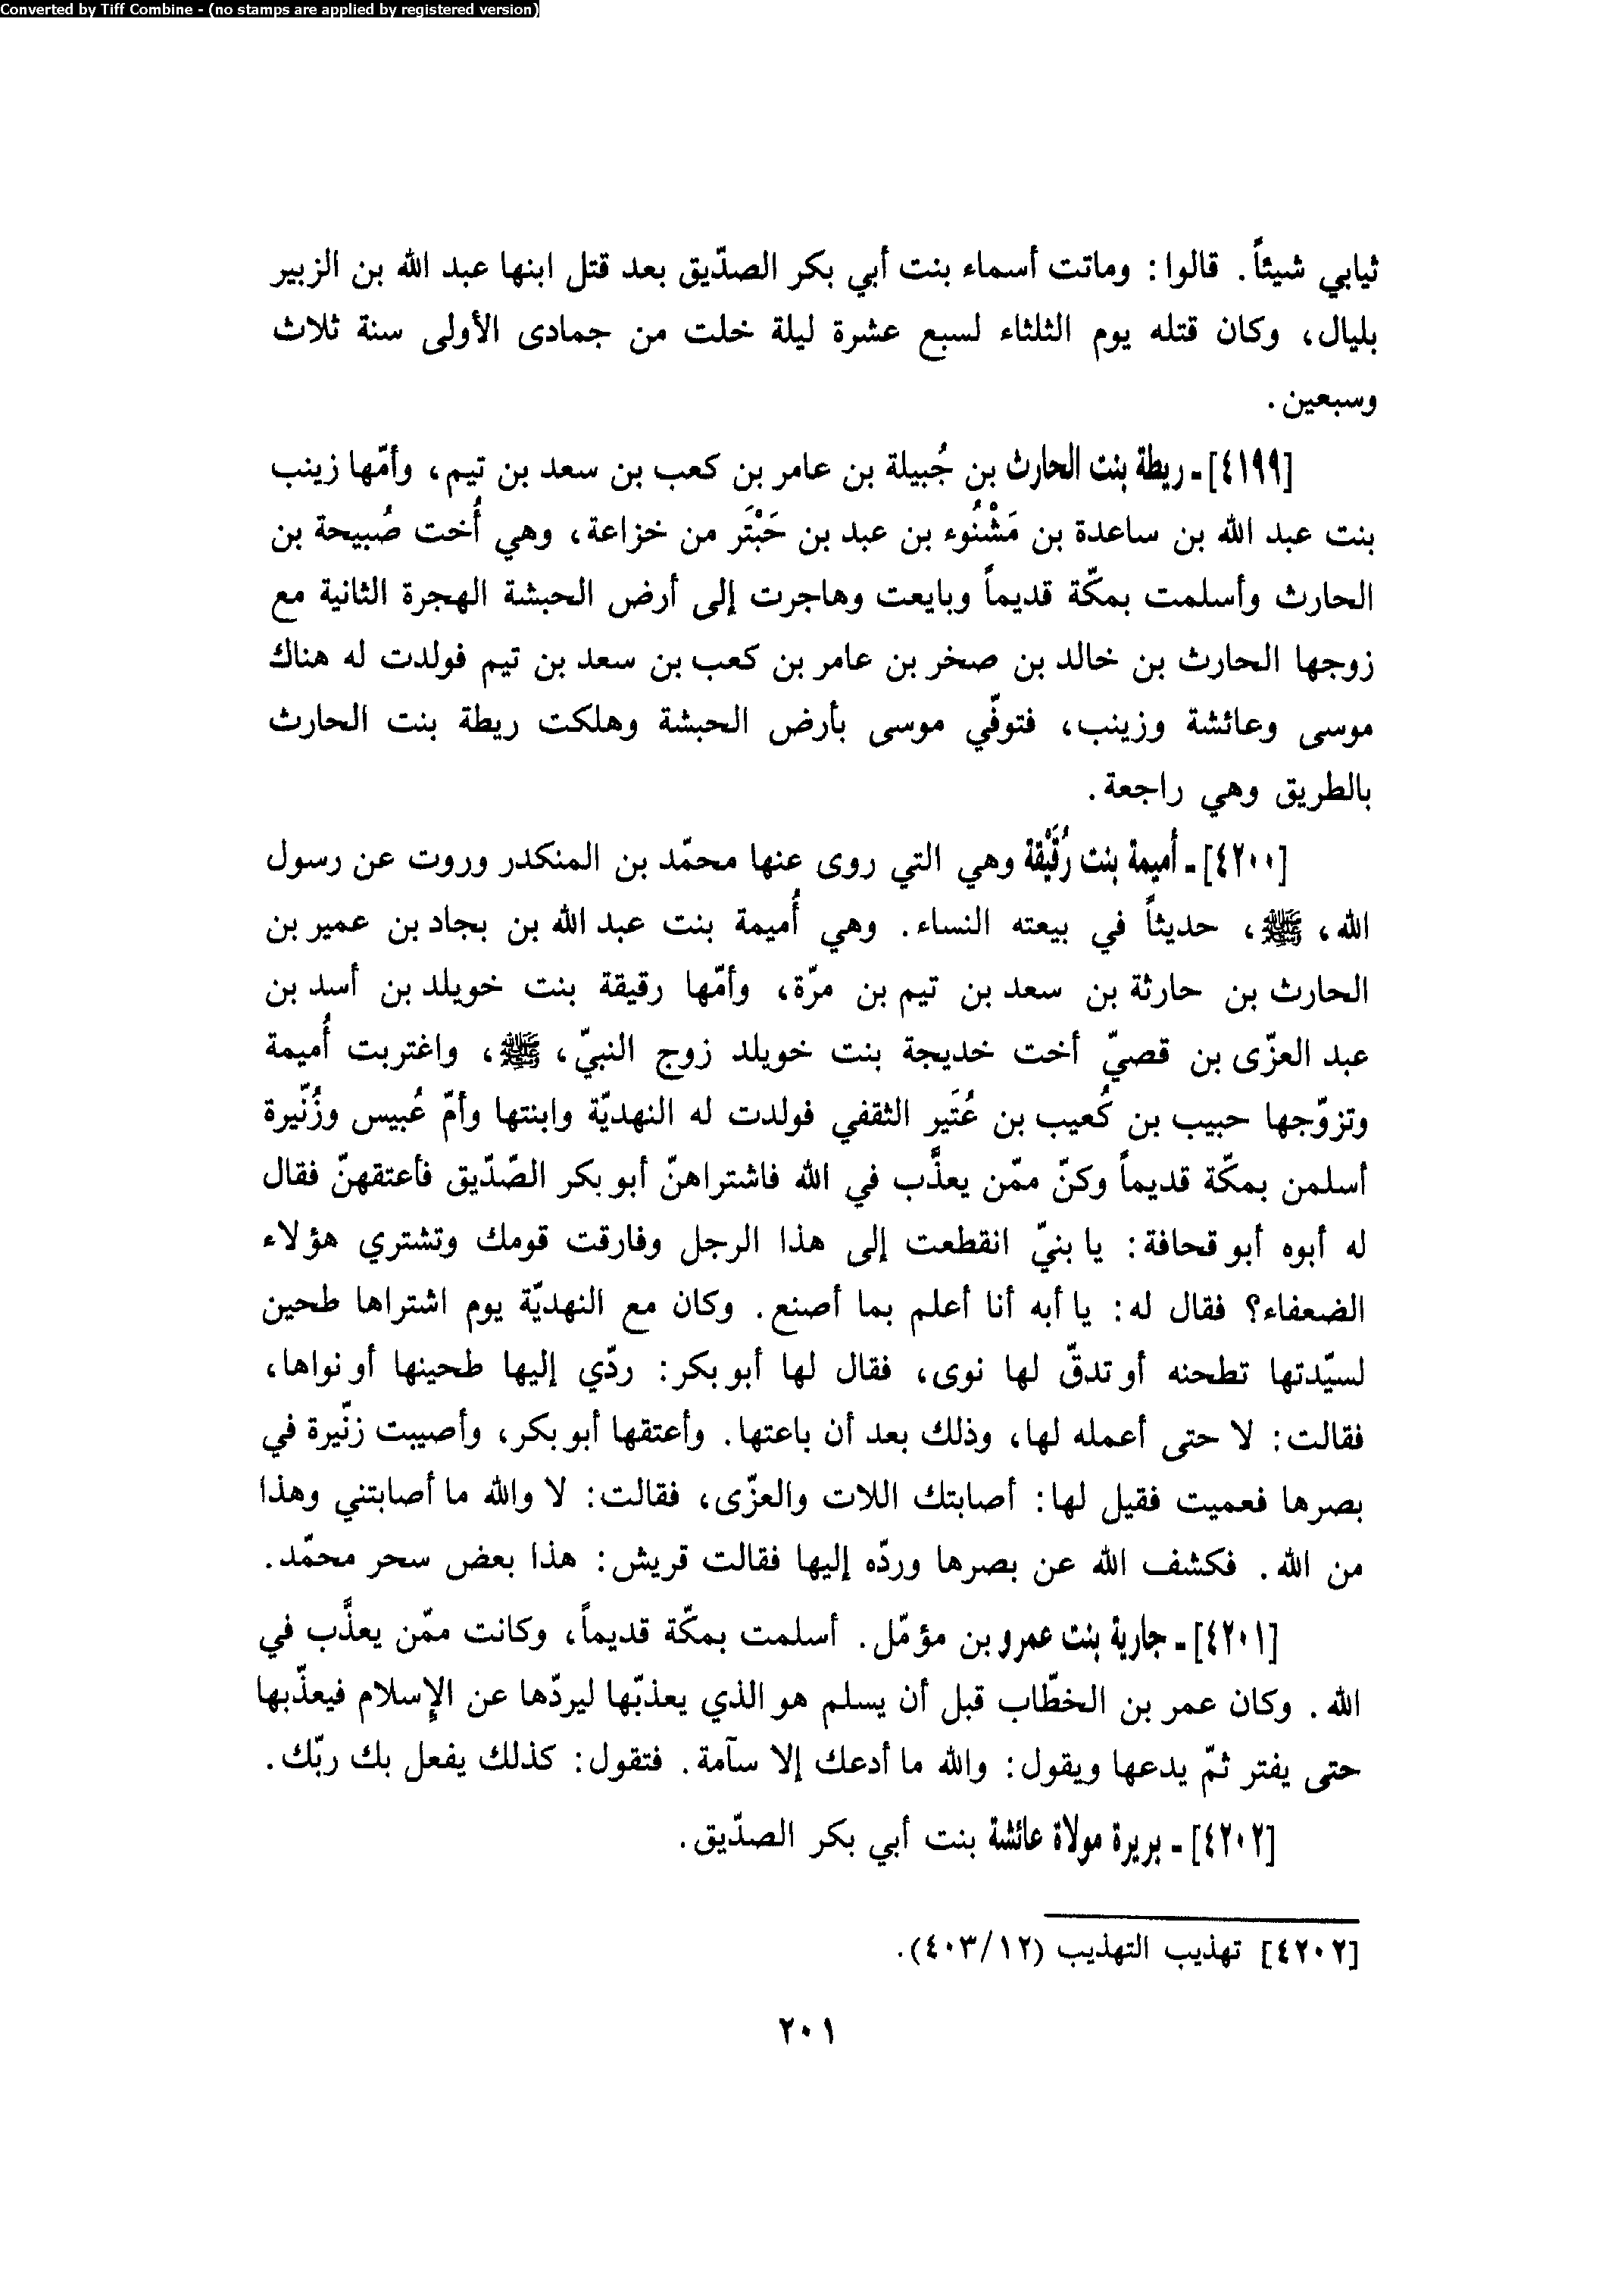 Converted by Tiff Combine - (no stamps are applied by registered version)
ثيابي شيئاً. قالوا: وماتت أسماء بنت أبي بكر الصدّيق بعد قتل ابنها عبد الله بن الزبير
بليال، وكان قتله يوم الثلثاء لسبع عشرة ليلة خلت من جمادى الأولى سنة ثلاث
وسبعين.
[٤١٩٩] - ريطة بنت الحارث بن جُبيلة بن عامر بن كعب بن سعد بن تيم، وأمّها زينب
بنت عبد الله بن ساعدة بن مَشْنُوء بن عبد بن حَبْتَر من خزاعة، وهي أُخت صُبيحة بن
الحارث وأسلمت بمكّة قديماً وبايعت وهاجرت إلى أرض الحبشة الهجرة الثانية مع
زوجها الحارث بن خالد بن صخر بن عامر بن كعب بن سعد بن تيم فولدت له هناك
موسى وعائشة وزينب، فتوفّي موسى بأرض الحبشة وهلكت ريطة بنت الحارث
بالطريق وهي راجعة.
[٤٢٠٠] - أميمة بنت رُقَيْقة وهي التي روى عنها محمّد بن المنكدر وروت عن رسول
الله، ﷺ، حديثاً في بيعته النساء. وهي أُميمة بنت عبد الله بن بجاد بن عمير بن
الحارث بن حارثة بن سعد بن تيم بن مرّة، وأمّها رقيقة بنت خويلد بن أسد بن
عبد العزّى بن قصيّ أخت خديجة بنت خويلد زوج النبيّ، ﷺ، واغتربت أُميمة
وتزوّجها حبيب بن كُعيب بن عُتَير الثقفي فولدت له النهديّة وابنتها وأمّ عُبيس وزُنّيرة
أسلمن بمكّة قديماً وكنّ ممّن يعذَّب في الله فاشتراهنّ أبو بكر الصّدّيق فأعتقهنّ فقال
له أبوه أبو قحافة: يا بنيّ انقطعت إلى هذا الرجل وفارقت قومك وتشتري هؤلاء
الضعفاء؟ فقال له: يا أبه أنا أعلم بما أصنع. وكان مع النهديّة يوم اشتراها طحين
لسيّدتها تطحنه أو تدقّ لها نوى، فقال لها أبو بكر: ردّي إليها طحينها أو نواها،
فقالت: لا حتى أعمله لها، وذلك بعد أن باعتها. وأعتقها أبو بكر، وأصيبت زنّيرة في
بصرها فعميت فقيل لها: أصابتك اللات والعزّى، فقالت: لا والله ما أصابتني وهذا
من الله. فكشف الله عن بصرها وردّه إليها فقالت قريش: هذا بعض سحر محمّد.
[٤٢٠١] - جارية بنت عمرو بن مؤمّل. أسلمت بمكّة قديماً، وكانت ممّن يعذَّب في
الله. وكان عمر بن الخطّاب قبل أن يسلم هو الذي يعذبّها ليردّها عن الإسلام فيعذّبها
حتى يفتر ثمّ يدعها ويقول: والله ما أدعك إلا سآمة. فتقول: كذلك يفعل بك ربّك.
[٤٢٠٢] - بريرة مولاة عائشة بنت أبي بكر الصدّيق.
[٤٢٠٢] تهذيب التهذيب (٤٠٣/١٢).
٢٠١